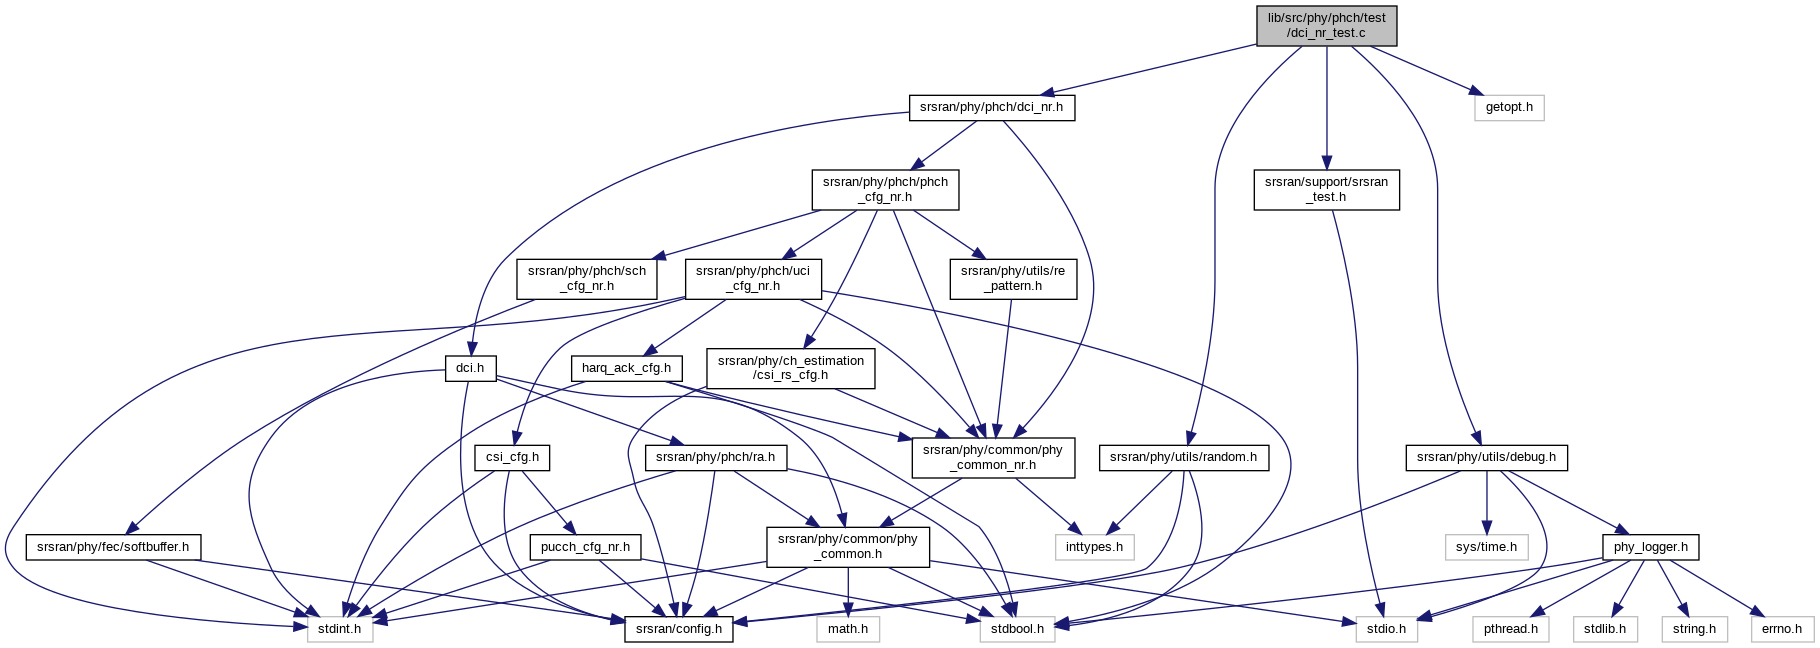 lib/src/phy/phch/test
/dci_nr_test.c
srsran/phy/phch/dci_nr.h
getopt.h
srsran/phy/phch/phch
_cfg_nr.h
srsran/support/srsran
_test.h
srsran/phy/phch/sch
_cfg_nr.h
srsran/phy/phch/uci
_cfg_nr.h
srsran/phy/utils/re
_pattern.h
dci.h
harq_ack_cfg.h
srsran/phy/ch_estimation
/csi_rs_cfg.h
csi_cfg.h
srsran/phy/phch/ra.h
srsran/phy/common/phy
_common_nr.h
srsran/phy/utils/random.h
srsran/phy/utils/debug.h
srsran/phy/fec/softbuffer.h
pucch_cfg_nr.h
srsran/phy/common/phy
_common.h
inttypes.h
sys/time.h
phy_logger.h
stdint.h
srsran/config.h
math.h
stdbool.h
stdio.h
pthread.h
stdlib.h
string.h
errno.h